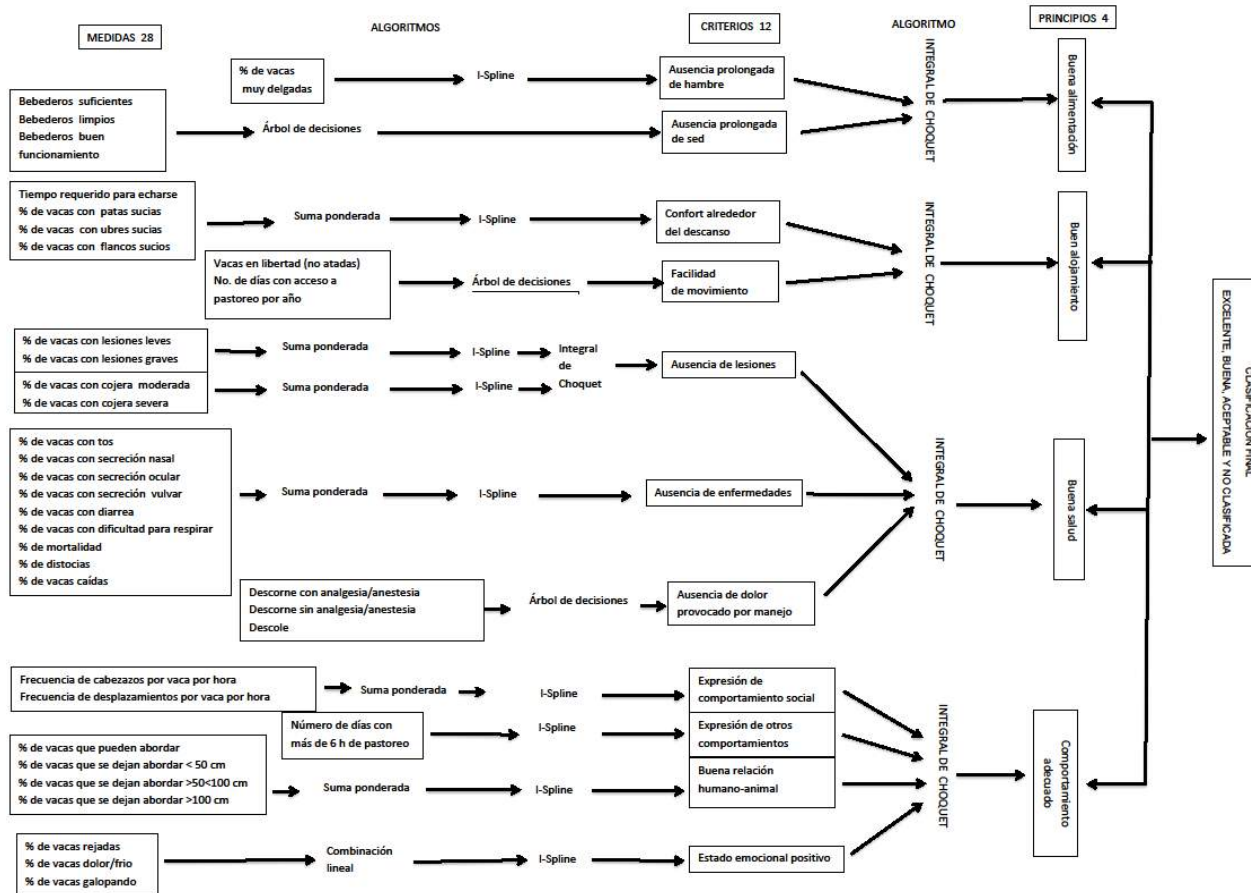 MEDIDAS 28
ALGORITMOS
CRITERIOS 12
ALGORITMO
PRINCIPIOS 4
% de vacas
muy delgadas
I-Spline
Ausencia prolongada
de hambre
Bebederos suficientes
Bebederos limpios
Bebederos buen
funcionamiento
Árbol de decisiones
Ausencia prolongada
de sed
INTEGRAL DE CHOQUET
Buena alimentación
Tiempo requerido para echarse
% de vacas con patas sucias
% de vacas con ubres sucias
% de vacas con flancos sucios
Suma ponderada
I-Spline
Confort alrededor
del descanso
Vacas en libertad (no atadas)
No. de días con acceso a
pastoreo por año
Árbol de decisiones
Facilidad
de movimiento
INTEGRAL DE CHOQUET
Buen alojamiento
% de vacas con lesiones leves
% de vacas con lesiones graves
Suma ponderada
I-Spline
% de vacas con cojera moderada
% de vacas con cojera severa
Suma ponderada
I-Spline
Integral
de
Choquet
Ausencia de lesiones
% de vacas con tos
% de vacas con secreción nasal
% de vacas con secreción ocular
% de vacas con secreción vulvar
% de vacas con diarrea
% de vacas con dificultad para respirar
% de mortalidad
% de distocias
% de vacas caídas
Suma ponderada
I-Spline
Ausencia de enfermedades
Descorne con analgesia/anestesia
Descorne sin analgesia/anestesia
Descole
Árbol de decisiones
Ausencia de dolor
provocado por manejo
INTEGRAL DE CHOQUET
Buena salud
Frecuencia de cabezazos por vaca por hora
Frecuencia de desplazamientos por vaca por hora
Suma ponderada
I-Spline
Expresión de
comportamiento social
Número de días con
más de 6 h de pastoreo
I-Spline
Expresión de otros
comportamientos
% de vacas que pueden abordar
% de vacas que se dejan abordar < 50 cm
% de vacas que se dejan abordar >50<100 cm
% de vacas que se dejan abordar >100 cm
Suma ponderada
I-Spline
Buena relación
humano-animal
% de vacas rejadas
% de vacas dolor/frio
% de vacas galopando
Combinación
lineal
I-Spline
Estado emocional positivo
INTEGRAL DE CHOQUET
Comportamiento
adecuado
CLASIFICACIÓN FINAL
EXCELENTE, BUENA, ACEPTABLE Y NO CLASIFICADA